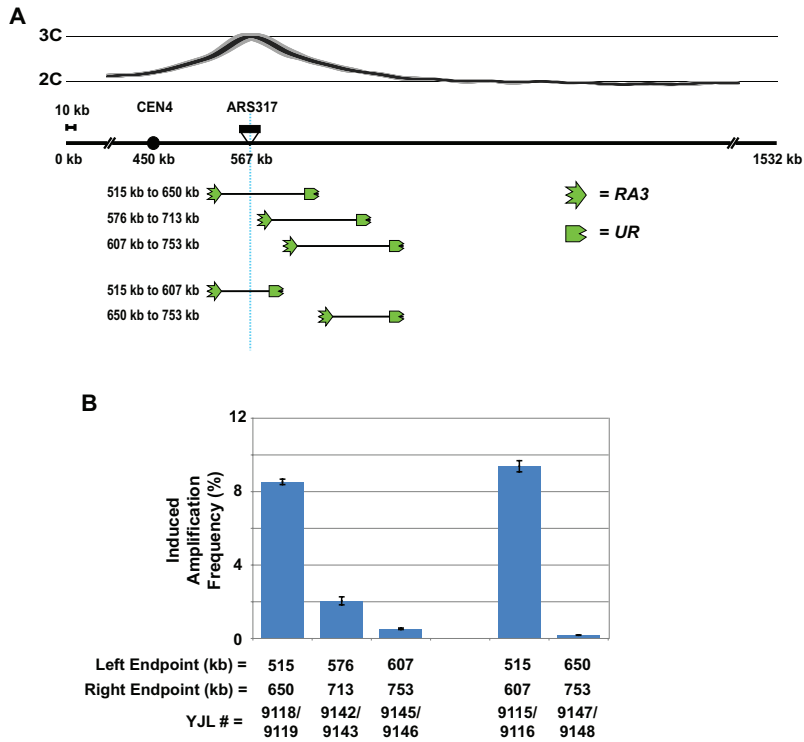 A
3C
2C
10 kb
CEN4
ARS317
0 kb
450 kb
567 kb
1532 kb
515 kb to 650 kb
576 kb to 713 kb
607 kb to 753 kb
515 kb to 607 kb
650 kb to 753 kb
= RA3
= UR
B
Induced
Amplification
Frequency (%)
12
8
4
0
Left Endpoint (kb) = 515 576 607 515 650
Right Endpoint (kb) = 650 713 753 607 753
YJL # = 9118/ 9142/ 9145/ 9115/ 9147/
9119 9143 9146 9116 9148